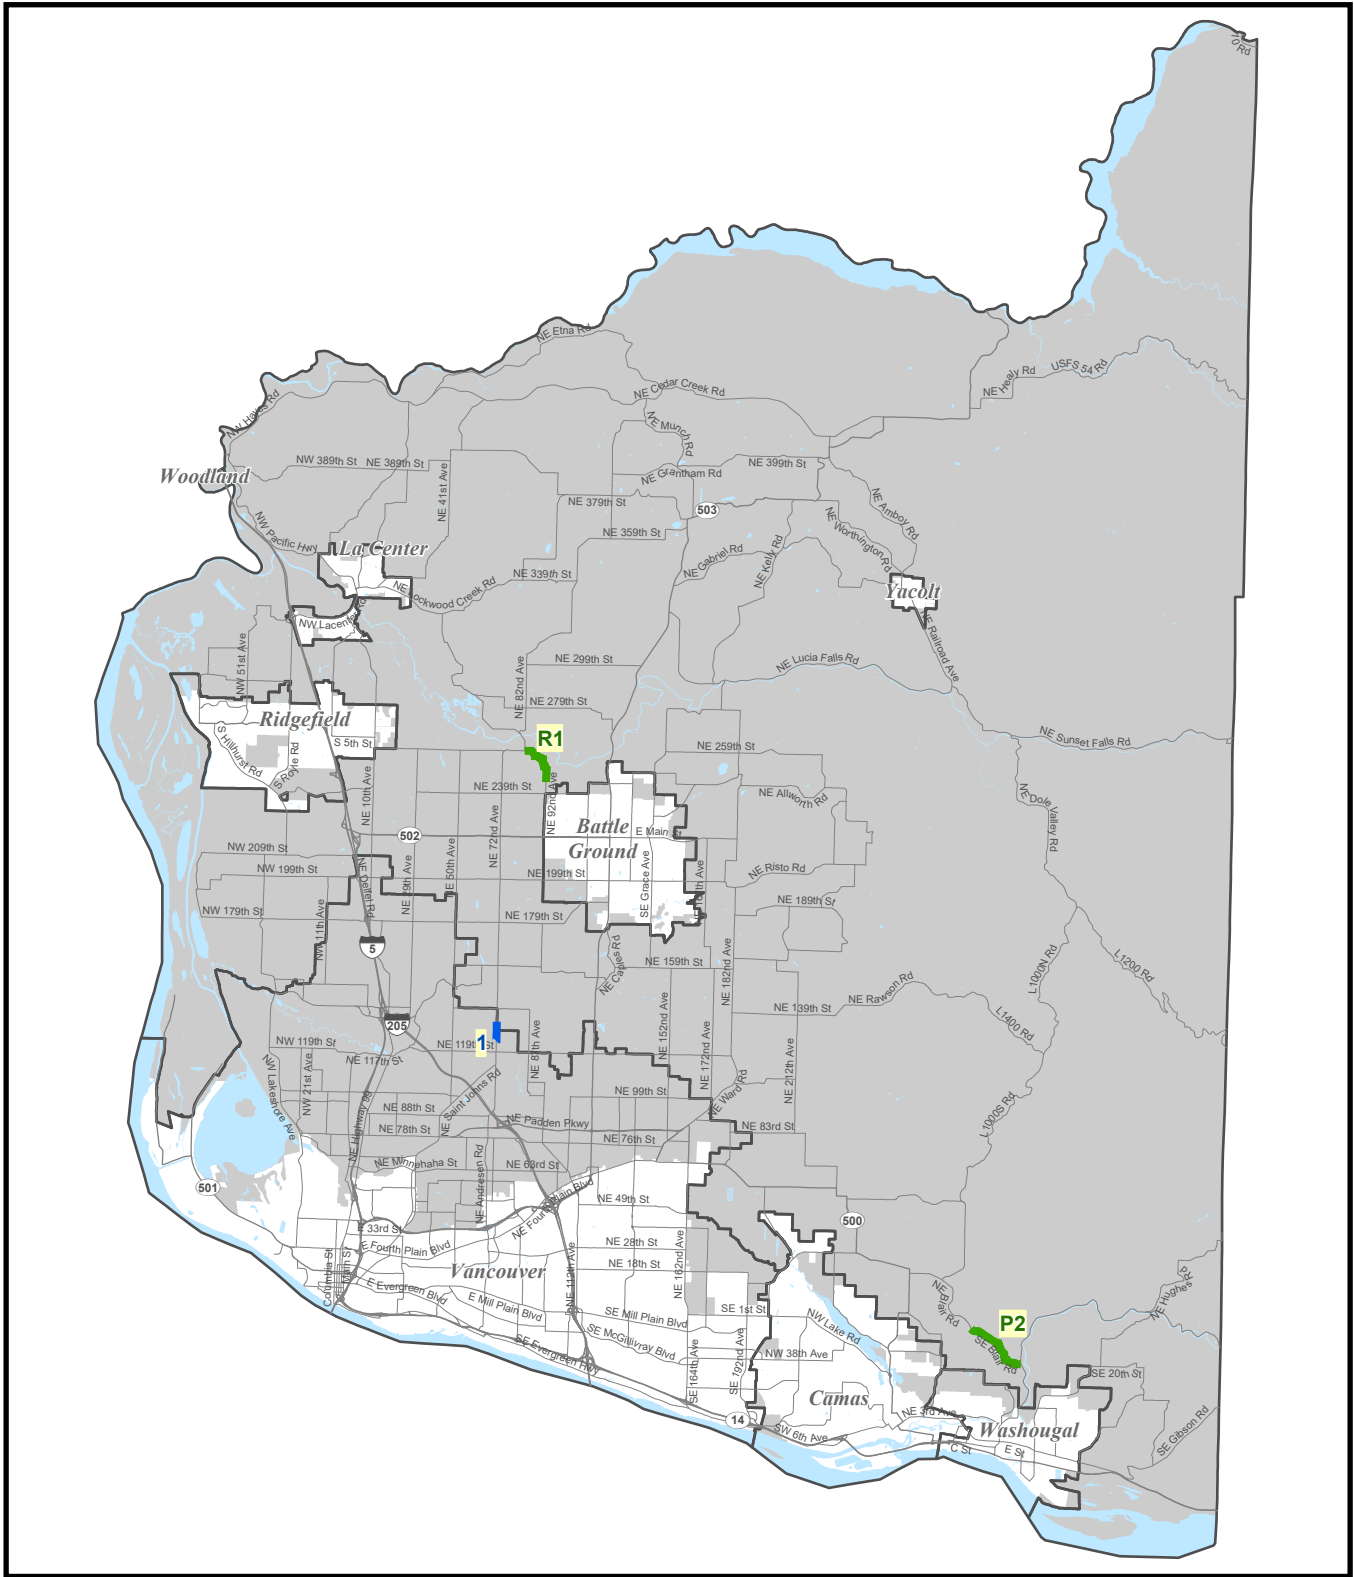 NE Etna Rd
NE Cedar Creek Rd
NE Healy Rd
USFS 54 Rd
NW Hayes Rd
NE Munch Rd
Woodland
NW 389th St
NE 389th St
NE 41st Ave
NE Grantham Rd
NE 399th St
NE 379th St
503
NE Amboy Rd
NW Pacific Hwy
La Center
NE 359th St
NE Worthington Rd
NE Gabriel Rd
NE Kelly Rd
NE 339th St
NE Lockwood Creek Rd
Yacolt
NE Railroad Ave
NW 51st Ave
NE 299th St
NE Lucia Falls Rd
NE 82nd Ave
NE 279th St
Ridgefield
S 5th St
S Hillhurst Rd
S Royle Rd
R1
NE 259th St
NE Sunset Falls Rd
NE 10th Ave
NE 239th St
NE 92nd Ave
NE Allworth Rd
NE Dole Valley Rd
Battle
Ground
E Main St
502
NE 72nd Ave
NE 50th Ave
NW 209th St
NW 199th St
NE Delfel Rd
NE 199th St
SE Grace Ave
NE Risto Rd
NE 189th St
NW 179th St
NE 179th St
NW 11th Ave
5
NE Caples Rd
NE 159th St
NE 182nd Ave
L1000N Rd
L1200 Rd
NE 139th St
NE Rawson Rd
L1400 Rd
205
1
NE 119th St
NE 87th Ave
NE 152nd Ave
NE 172nd Ave
NE 212th Ave
NW 119th St
NE 117th St
NW Lakeshore Ave
NW 21st Ave
NE 99th St
NE Ward Rd
L1000S Rd
NE Highway 99
NE 88th St
NE Saint Johns Rd
NE 78th St
NE Padden Pkwy
NE 76th St
NE 83rd St
NE Minnehaha St
NE 63rd St
NE Andresen Rd
501
NE Fourth Plain Blvd
NE 49th St
500
E 33rd St
E Fourth Plain Blvd
NE 28th St
NE 18th St
NE 162nd Ave
Columbia St
Main St
Vancouver
NE 112th Ave
E Evergreen Blvd
E Mill Plain Blvd
SE Mill Plain Blvd
SE 1st St
SE McGillivray Blvd
SE Evergreen Hwy
NW Lake Rd
NW 38th Ave
SE 164th Ave
SE 192nd Ave
NE Blair Rd
P2
SE Blair Rd
NE Hughes Rd
SE 20th St
Camas
NE 3rd Ave
Washougal
14
SW 6th Ave
C St
E St
SE Gibson Rd